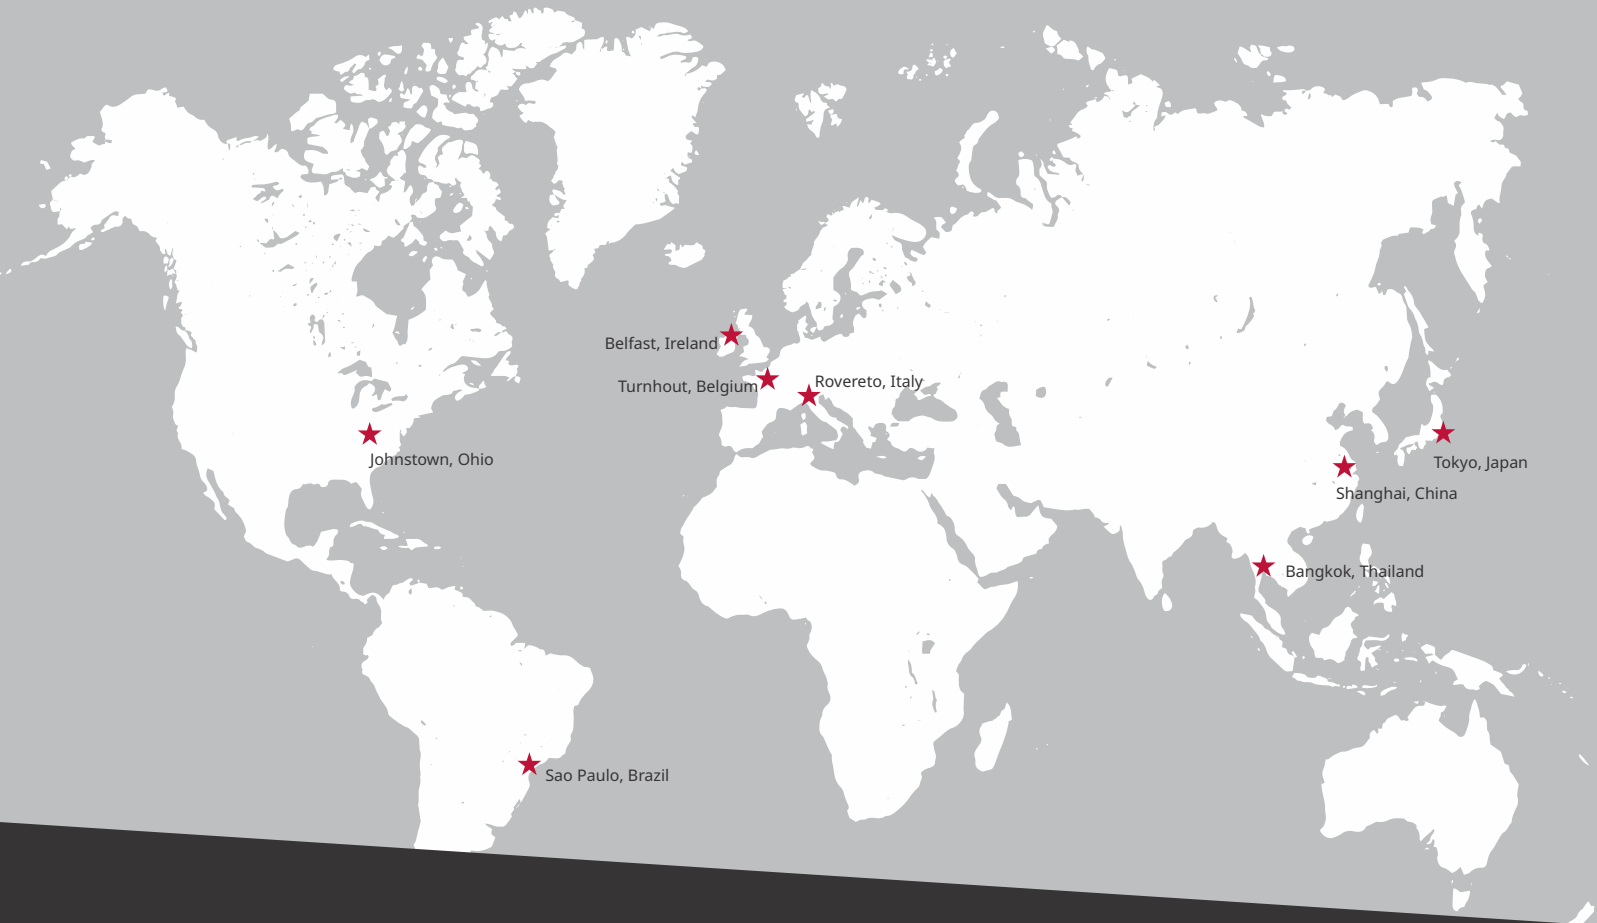 Belfast, Ireland
Turnhout, Belgium
Rovereto, Italy
Johnstown, Ohio
Tokyo, Japan
Shanghai, China
Bangkok, Thailand
Sao Paulo, Brazil